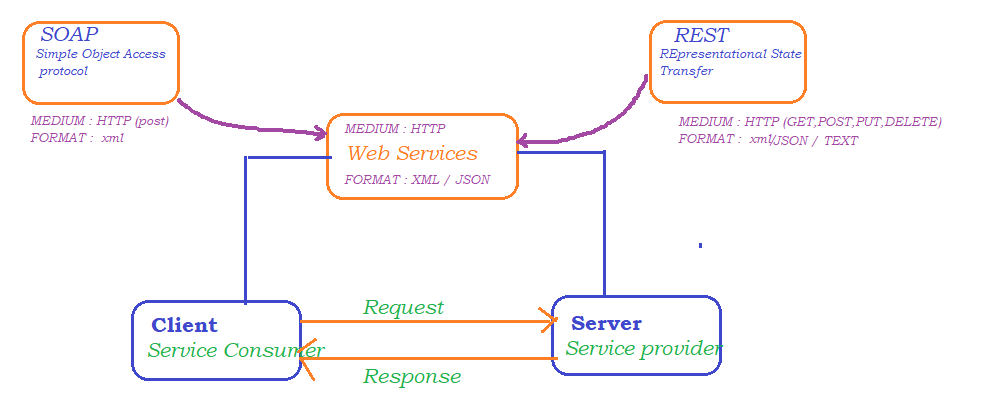 SOAP
Simple Object Access
protocol
MEDIUM : HTTP (post)
FORMAT : xml
REST
REpresentational State
Transfer
MEDIUM : HTTP (GET,POST,PUT,DELETE)
FORMAT : xml/JSON / TEXT
MEDIUM : HTTP
Web Services
FORMAT : XML / JSON
Client
Service Consumer
Request
Response
Server
Service provider